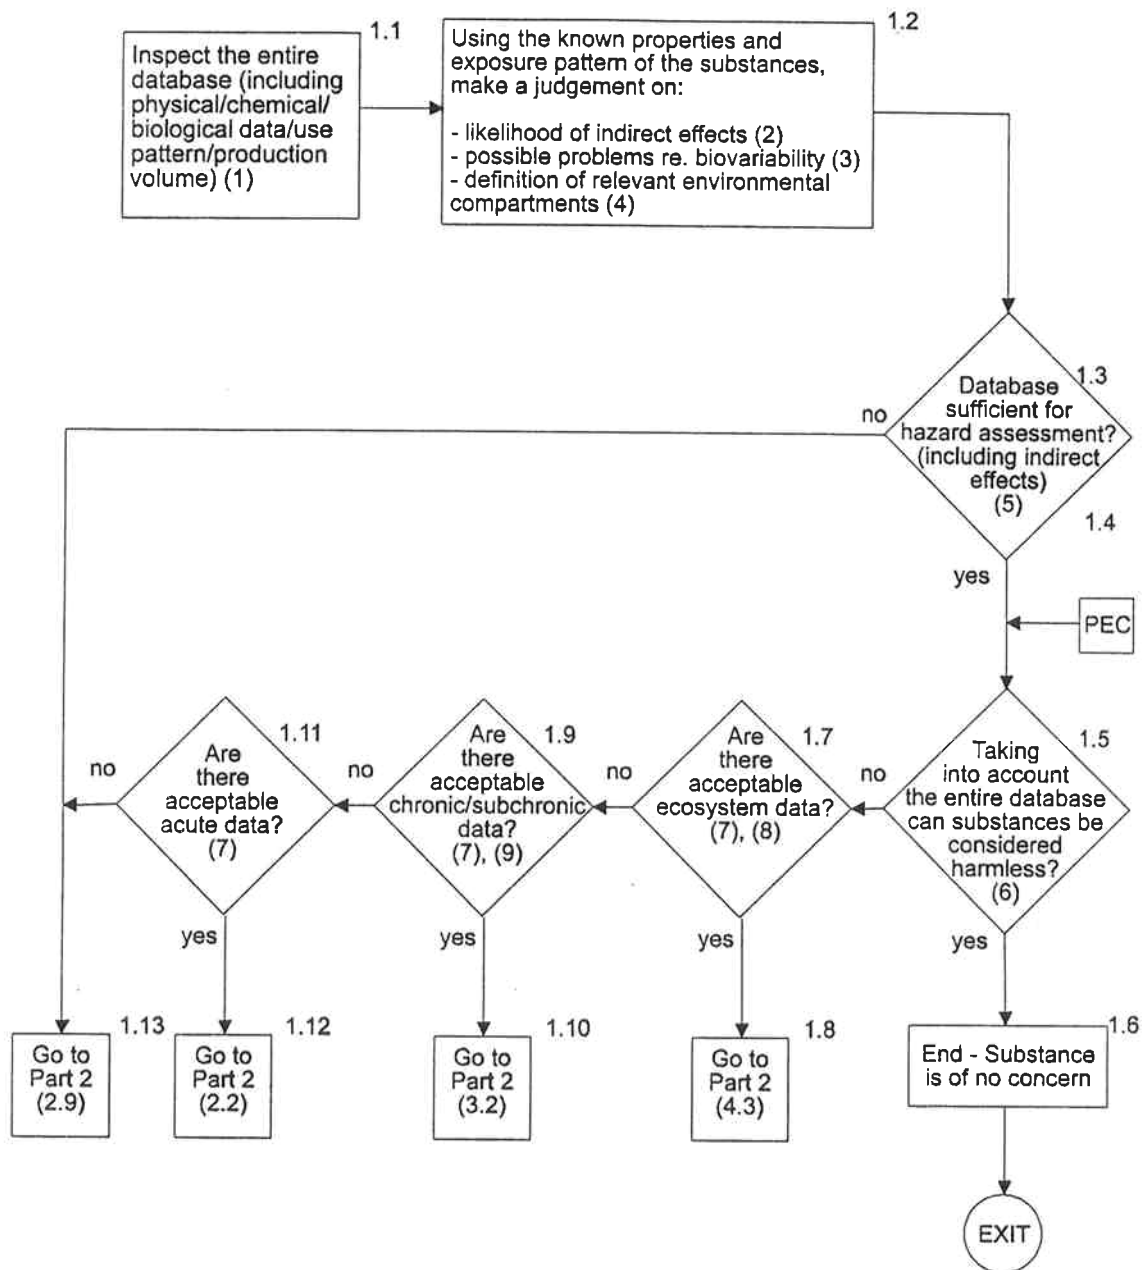 1.1
Inspect the entire
database (including
physical/chemical/
biological data/use
pattern/production
volume) (1)
1.2
Using the known properties and
exposure pattern of the substances,
make a judgement on:
- likelihood of indirect effects (2)
- possible problems re. biovariability (3)
- definition of relevant environmental
compartments (4)
1.3
Database
sufficient for
hazard assessment?
(including indirect
effects)
(5)
no
1.4
yes
PEC
1.5
Taking
into account
the entire database
can substances be
considered
harmless?
(6)
no
yes
1.7
Are
there
acceptable
ecosystem data?
(7), (8)
no
yes
1.9
Are
there
acceptable
chronic/subchronic
data?
(7), (9)
no
yes
1.11
Are
there
acceptable
acute data?
(7)
no
yes
1.13
Go to
Part 2
(2.9)
1.12
Go to
Part 2
(2.2)
1.10
Go to
Part 2
(3.2)
1.8
Go to
Part 2
(4.3)
1.6
End - Substance
is of no concern
EXIT